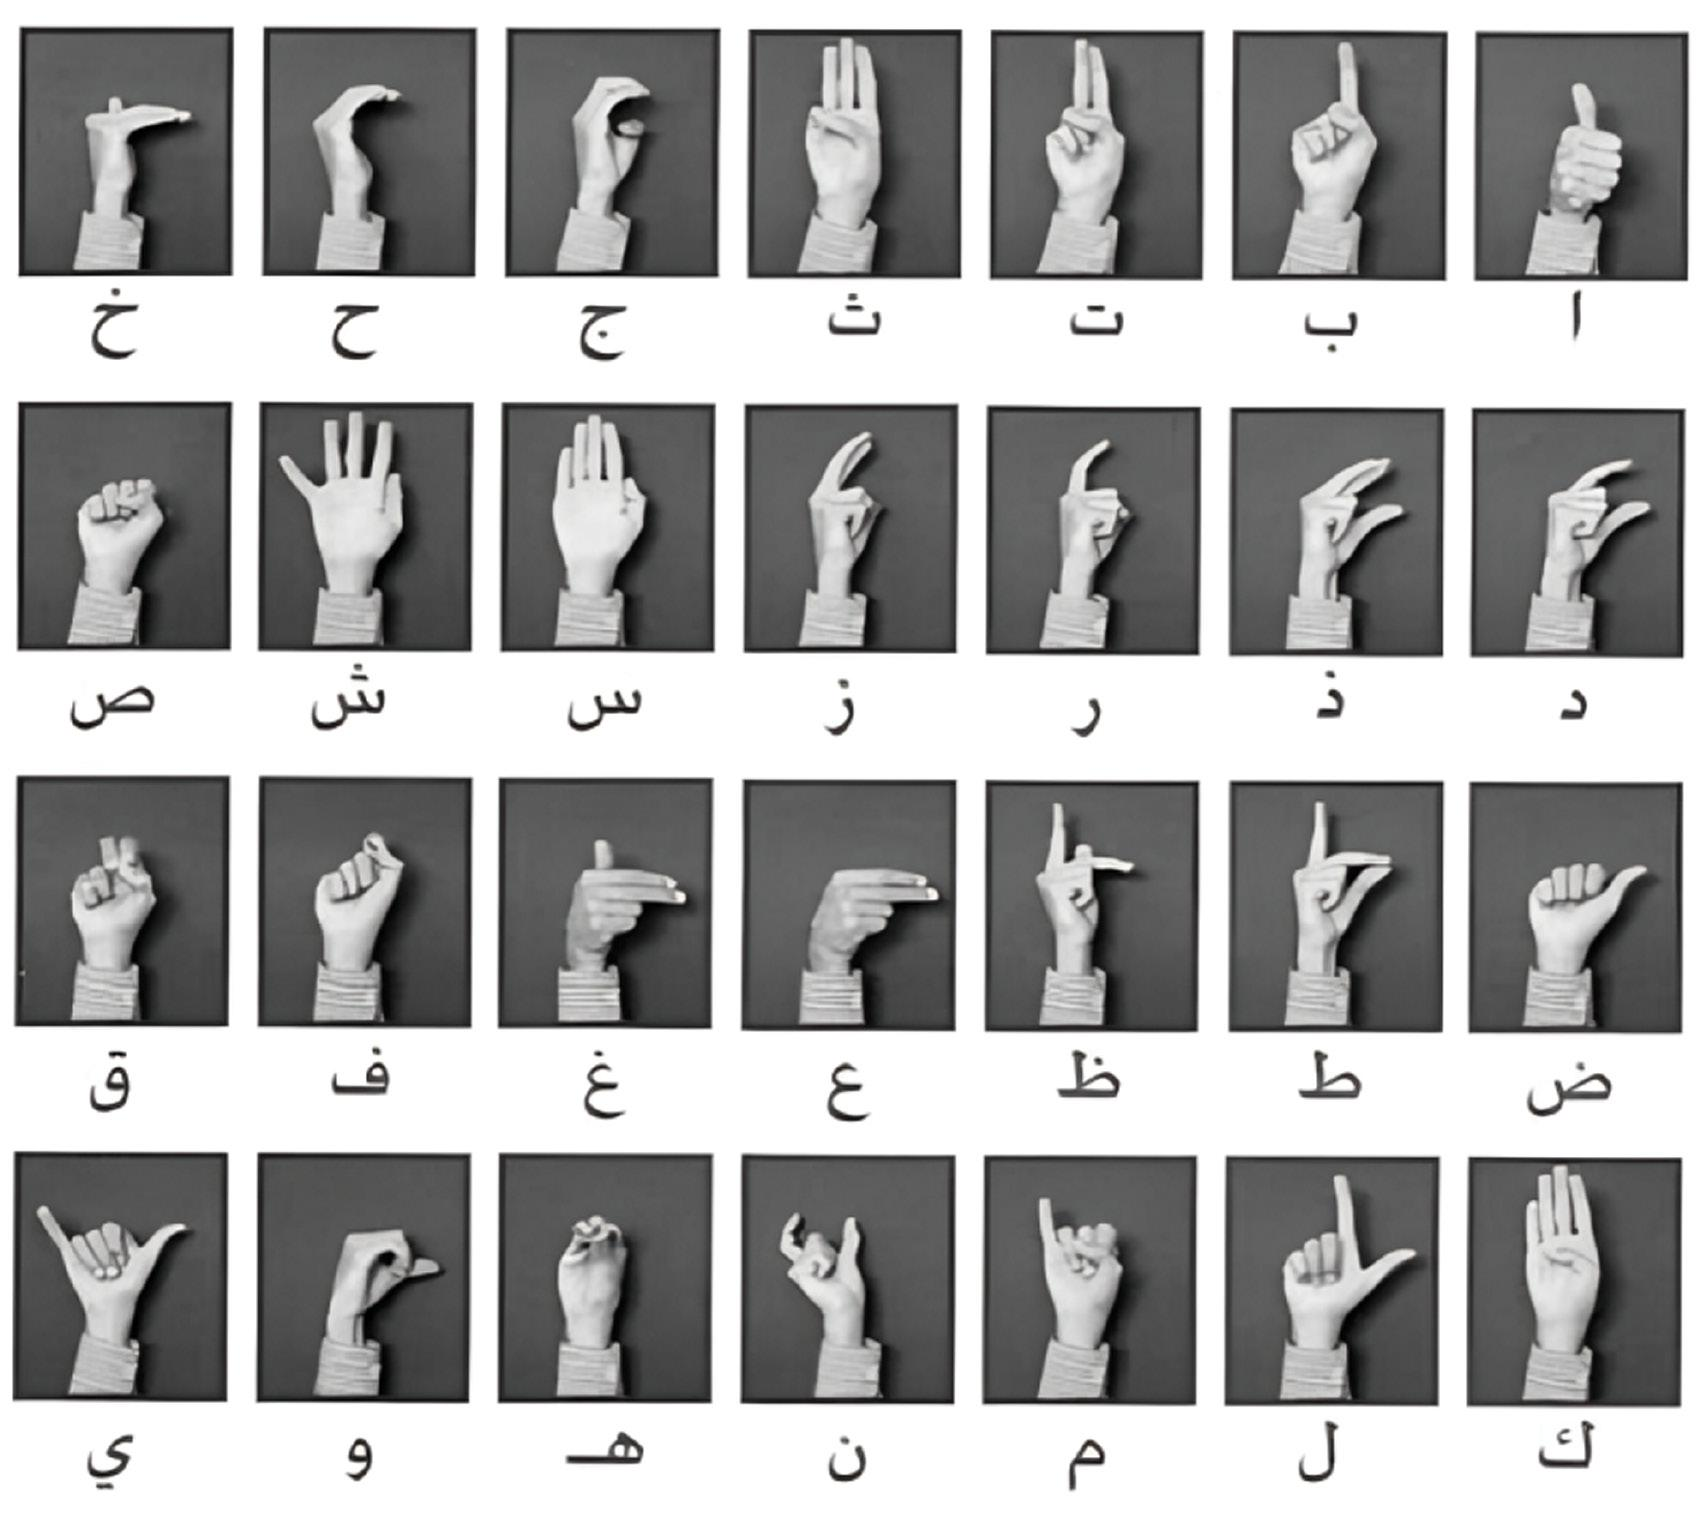 ا ب ت ث ج ح خ
د ذ ر ز س ش ص
ض ط ظ ع غ ف ق
ك ل م ن هـ و ي